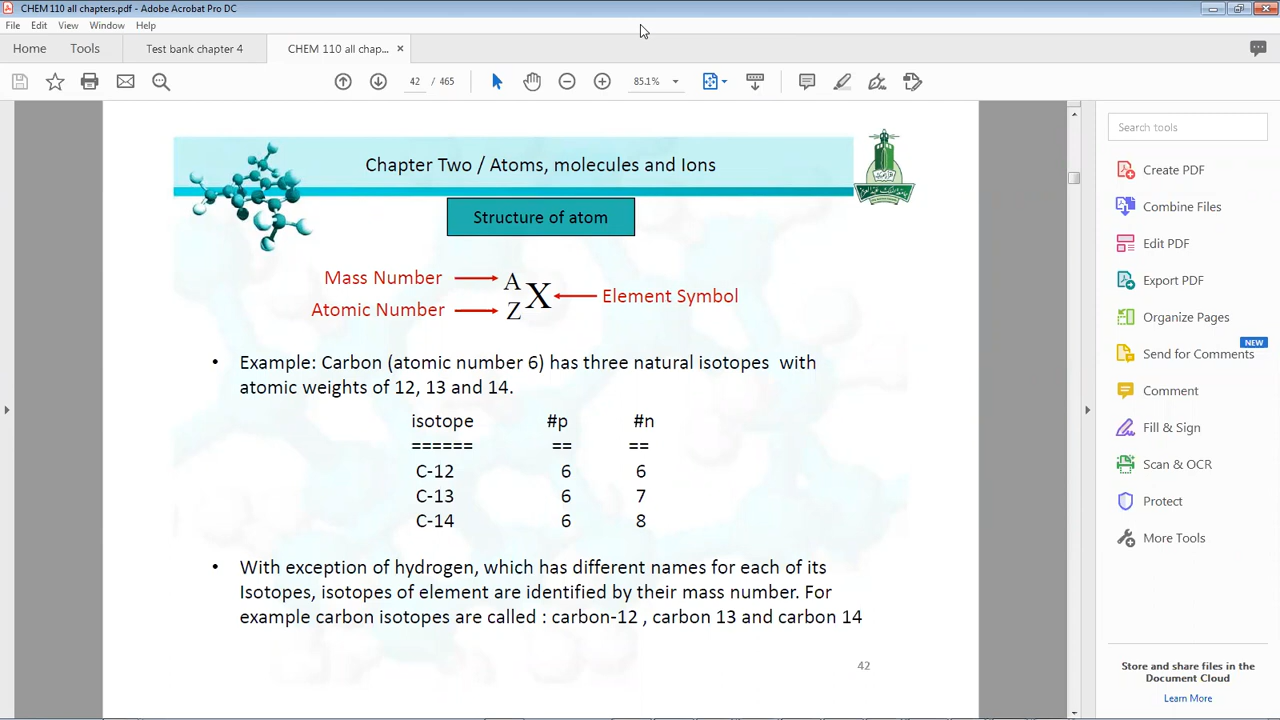 CHEM 110 all chapters.pdf - Adobe Acrobat Pro DC
File Edit View Window Help
Home Tools Test bank chapter 4 CHEM 110 all chap... ×
42 / 465 85.1%
Search tools
Chapter Two / Atoms, molecules and Ions
Structure of atom
Mass Number A
X Element Symbol
Atomic Number Z
• Example: Carbon (atomic number 6) has three natural isotopes with
atomic weights of 12, 13 and 14.
isotope #p #n
====== == ==
C-12 6 6
C-13 6 7
C-14 6 8
• With exception of hydrogen, which has different names for each of its
Isotopes, isotopes of element are identified by their mass number. For
example carbon isotopes are called : carbon-12 , carbon 13 and carbon 14
42
Create PDF
Combine Files
Edit PDF
Export PDF
Organize Pages
NEW
Send for Comments
Comment
Fill & Sign
Scan & OCR
Protect
More Tools
Store and share files in the
Document Cloud
Learn More